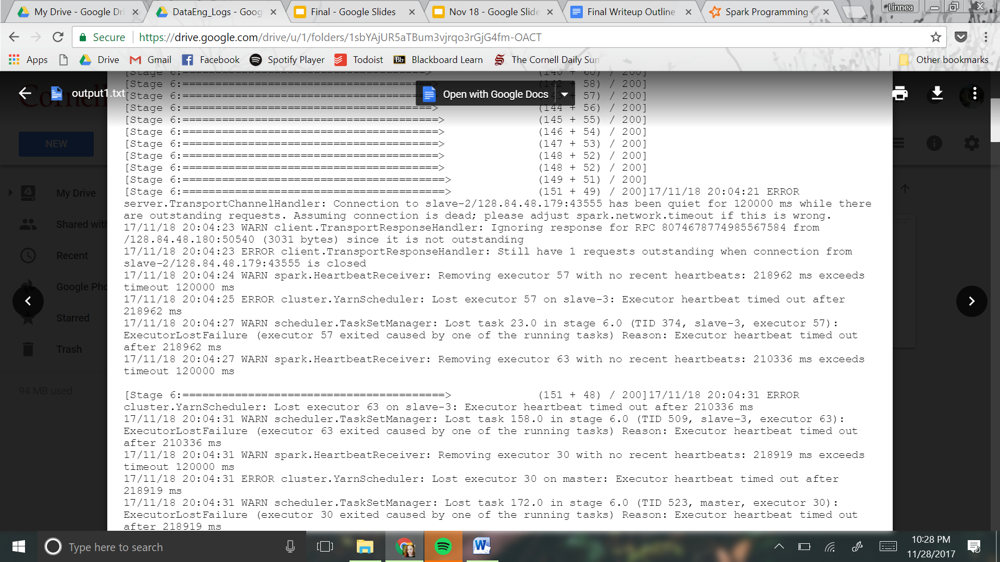 My Drive - Google Dri
DataEng_Logs - Goog
Final - Google Slides
Nov 18 - Google Slide
Final Writeup Outline
Spark Programming G
Linnea
Secure
https://drive.google.com/drive/u/1/folders/1sbYAjUR5aTBum3vjrqo3rGjG4fm-OACT
Apps
Drive
Gmail
Facebook
Spotify Player
Todoist
Bb
Blackboard Learn
The Cornell Daily Sun
Other bookmarks
output1.txt
Open with Google Docs
NEW
My Drive
Shared with
Recent
Google Pho
Starred
Trash
94 MB used
[Stage 6:======================================> (140 + 60) / 200]
[Stage 6:=======================================> (142 + 58) / 200]
[Stage 6:======================================= 57) / 200]
[Stage 6:=======================================> (144 + 56) / 200]
[Stage 6:========================================> (145 + 55) / 200]
[Stage 6:========================================> (146 + 54) / 200]
[Stage 6:========================================> (147 + 53) / 200]
[Stage 6:========================================> (148 + 52) / 200]
[Stage 6:========================================> (148 + 52) / 200]
[Stage 6:=========================================> (149 + 51) / 200]
[Stage 6:=========================================> (151 + 49) / 200]17/11/18 20:04:21 ERROR
server.TransportChannelHandler: Connection to slave-2/128.84.48.179:43555 has been quiet for 120000 ms while there
are outstanding requests. Assuming connection is dead; please adjust spark.network.timeout if this is wrong.
17/11/18 20:04:23 WARN client.TransportResponseHandler: Ignoring response for RPC 8074678774985567584 from
/128.84.48.180:50540 (3031 bytes) since it is not outstanding
17/11/18 20:04:23 ERROR client.TransportResponseHandler: Still have 1 requests outstanding when connection from
slave-2/128.84.48.179:43555 is closed
17/11/18 20:04:24 WARN spark.HeartbeatReceiver: Removing executor 57 with no recent heartbeats: 218962 ms exceeds
timeout 120000 ms
17/11/18 20:04:25 ERROR cluster.YarnScheduler: Lost executor 57 on slave-3: Executor heartbeat timed out after
218962 ms
17/11/18 20:04:27 WARN scheduler.TaskSetManager: Lost task 23.0 in stage 6.0 (TID 374, slave-3, executor 57):
ExecutorLostFailure (executor 57 exited caused by one of the running tasks) Reason: Executor heartbeat timed out
after 218962 ms
17/11/18 20:04:27 WARN spark.HeartbeatReceiver: Removing executor 63 with no recent heartbeats: 210336 ms exceeds
timeout 120000 ms
[Stage 6:=========================================> (151 + 48) / 200]17/11/18 20:04:31 ERROR
cluster.YarnScheduler: Lost executor 63 on slave-3: Executor heartbeat timed out after 210336 ms
17/11/18 20:04:31 WARN scheduler.TaskSetManager: Lost task 158.0 in stage 6.0 (TID 509, slave-3, executor 63):
ExecutorLostFailure (executor 63 exited caused by one of the running tasks) Reason: Executor heartbeat timed out
after 210336 ms
17/11/18 20:04:31 WARN spark.HeartbeatReceiver: Removing executor 30 with no recent heartbeats: 218919 ms exceeds
timeout 120000 ms
17/11/18 20:04:31 ERROR cluster.YarnScheduler: Lost executor 30 on master: Executor heartbeat timed out after
218919 ms
17/11/18 20:04:31 WARN scheduler.TaskSetManager: Lost task 172.0 in stage 6.0 (TID 523, master, executor 30):
ExecutorLostFailure (executor 30 exited caused by one of the running tasks) Reason: Executor heartbeat timed out
after 218919 ms
Type here to search
10:28 PM
11/28/2017